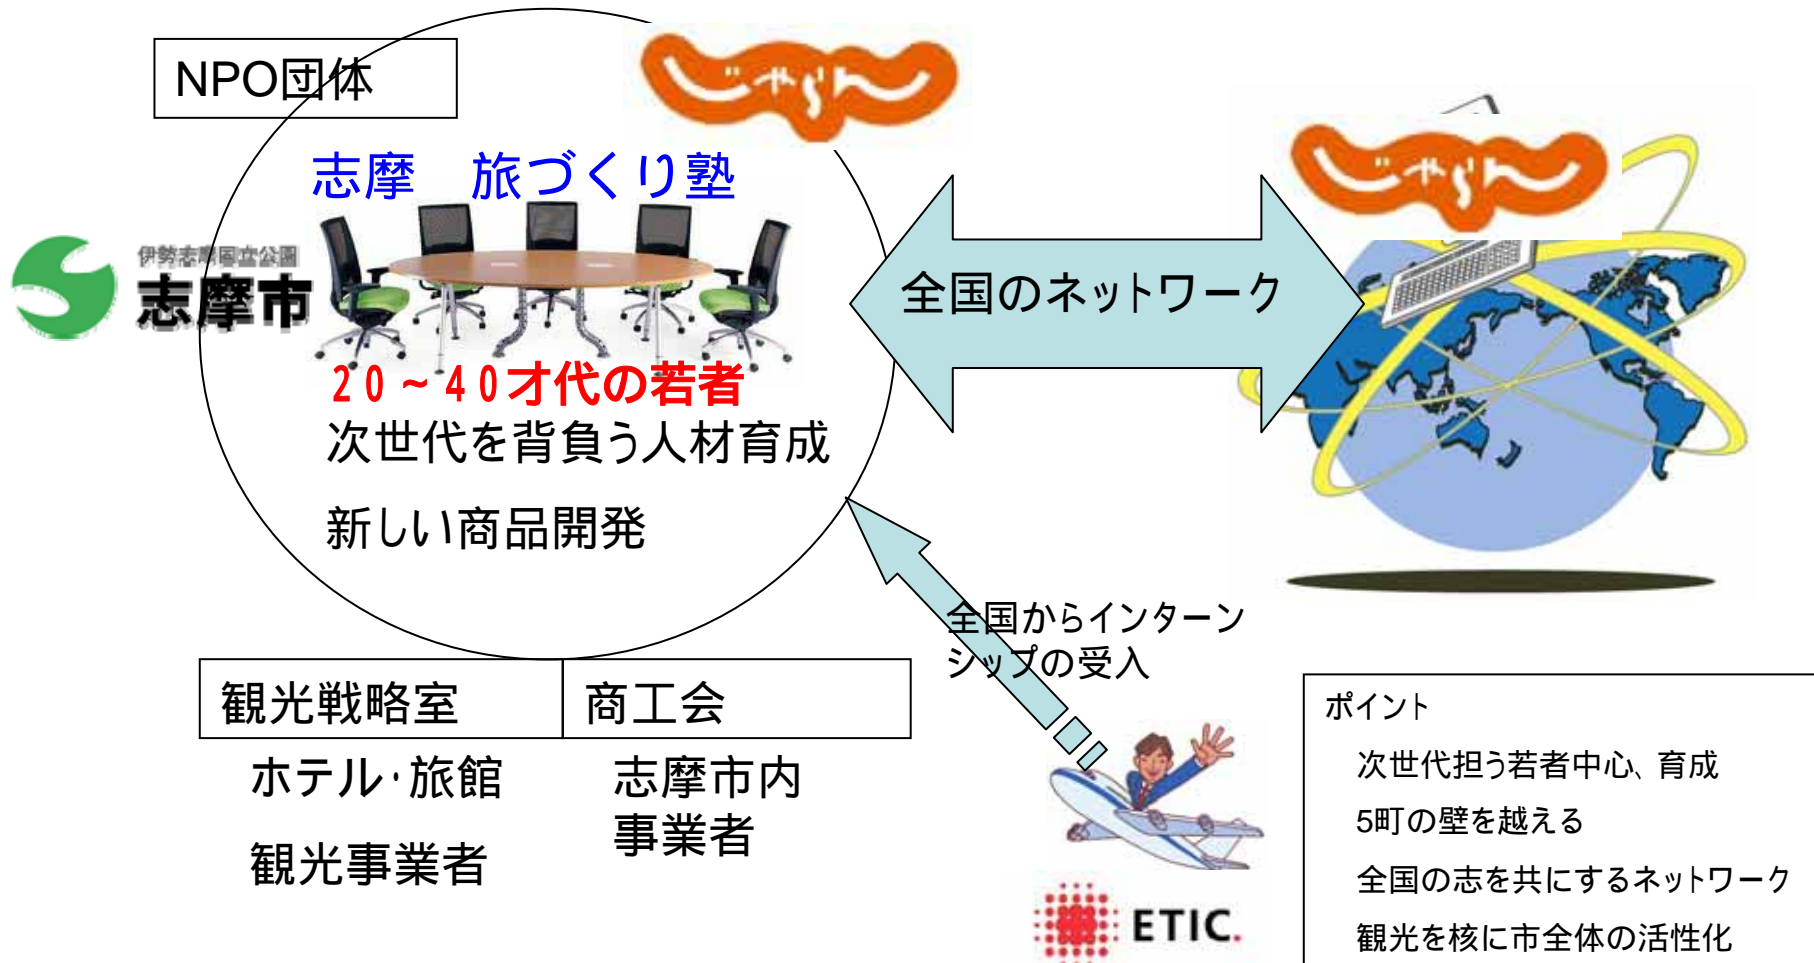 NPO団体
じゃらん
じゃらん
志摩 旅づくり塾
伊勢志摩国立公園
志摩市
全国のネットワーク
20~40才代の若者
次世代を背負う人材育成
新しい商品開発
全国からインターン
シップの受入
観光戦略室
商工会
ホテル・旅館
観光事業者
志摩市内
事業者
ETIC.
ポイント
次世代担う若者中心、育成
5町の壁を越える
全国の志を共にするネットワーク
観光を核に市全体の活性化